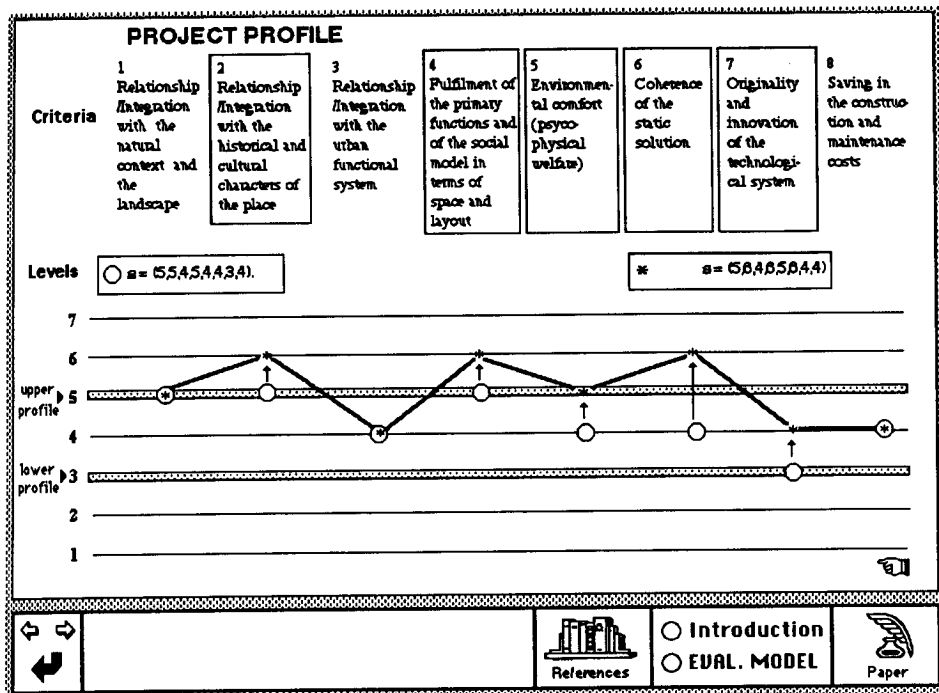 PROJECT PROFILE
Criteria
1
Relationship
/Integration
with the
natural
context and
the
landscape
2
Relationship
/Integration
with the
historical and
cultural
characters of
the place
3
Relationship
/Integration
with the
urban
functional
system
4
Fulfilment of
the primary
functions and
of the social
model in
terms of
space and
layout
5
Environmen-
tal comfort
(psyco-
physical
welfare)
6
Coherence
of the
static
solution
7
Originality
and
innovation
of the
technologi-
cal system
8
Saving in
the construc-
tion and
maintenance
costs
Levels
s= (5,5,4,5,4,4,3,4).
* s= (5,6,4,6,5,6,4,4)
7
6
upper
profile
5
4
lower
profile
3
2
1
References
Introduction
EVAL. MODEL
Paper